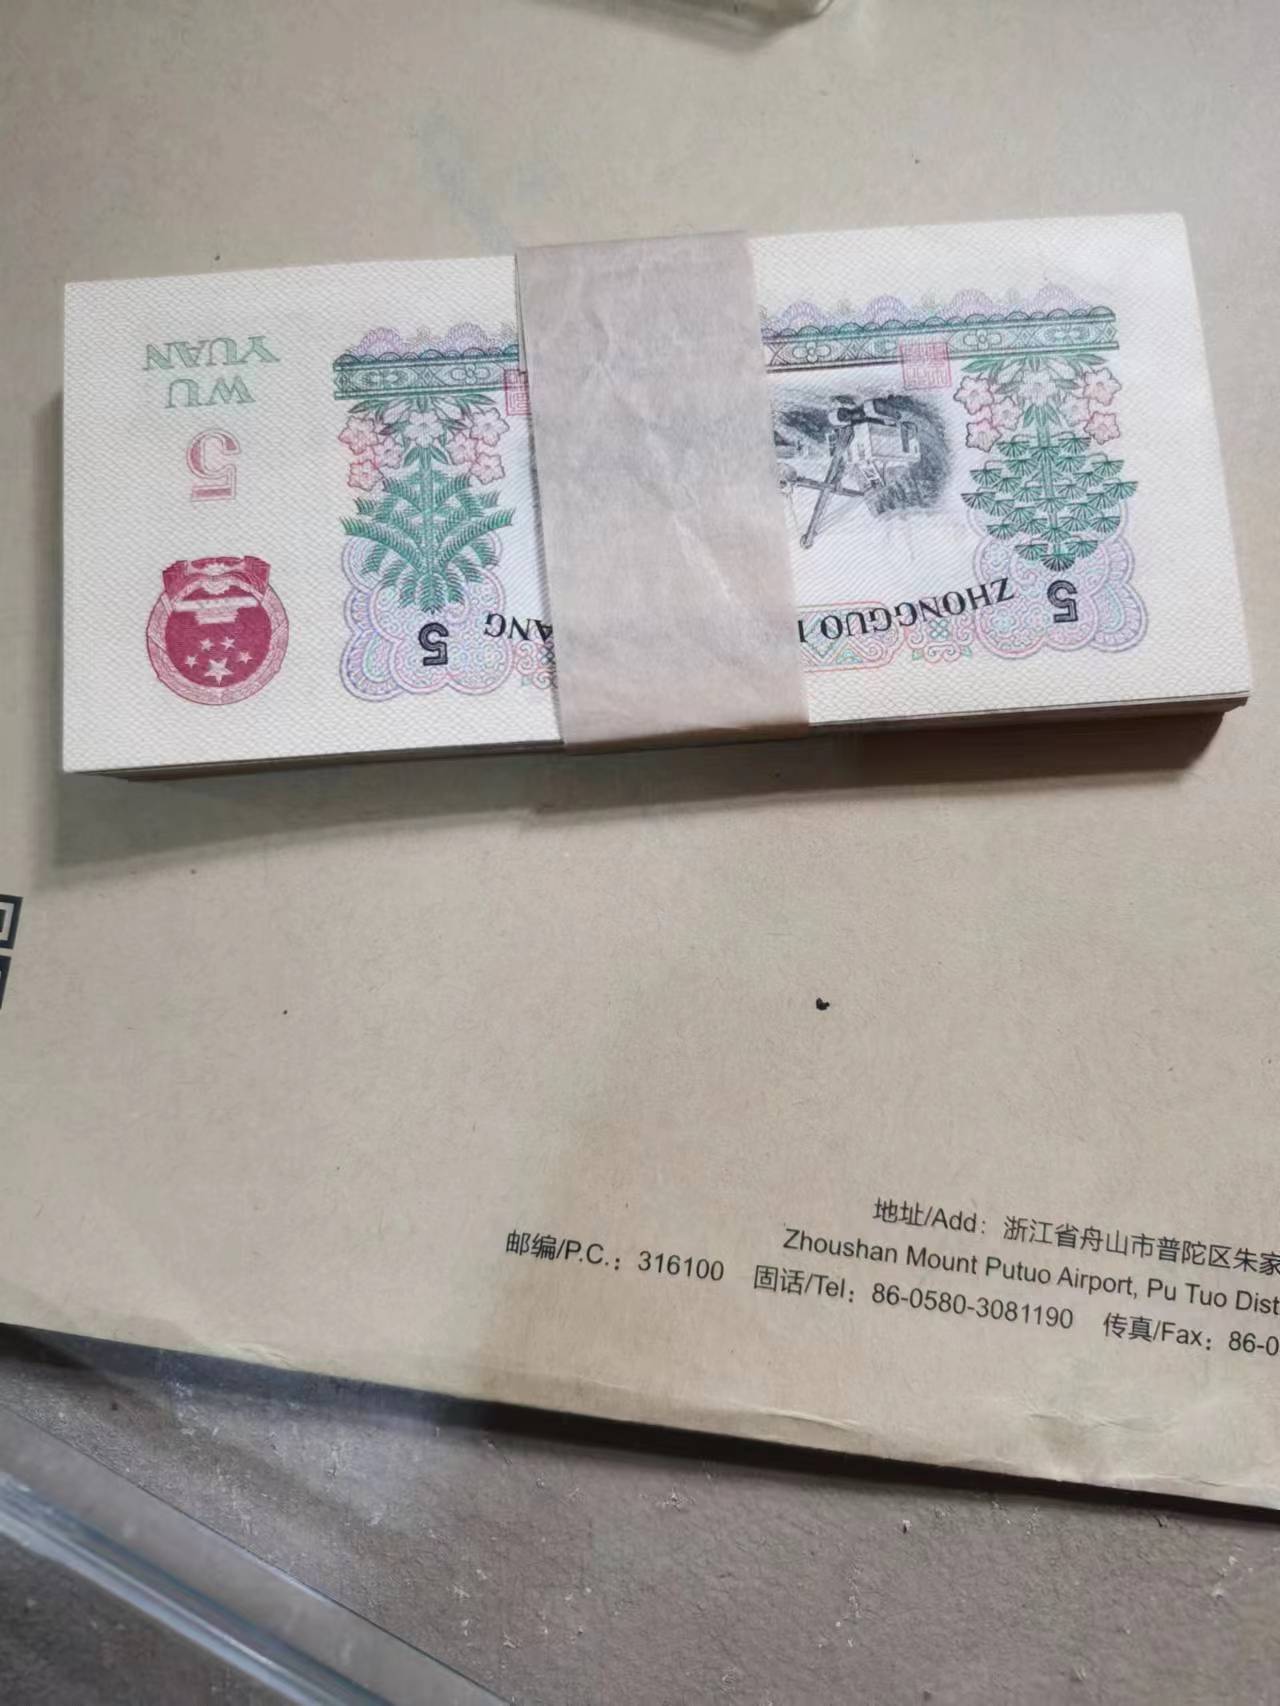 WU
YUAN
5
5
5
ZHONGGUO
ANG
地址/Add：浙江省舟山市普陀区朱家
Zhoushan Mount Putuo Airport, Pu Tuo Dist
邮编/P.C.：316100 固话/Tel：86-0580-3081190 传真/Fax：86-0